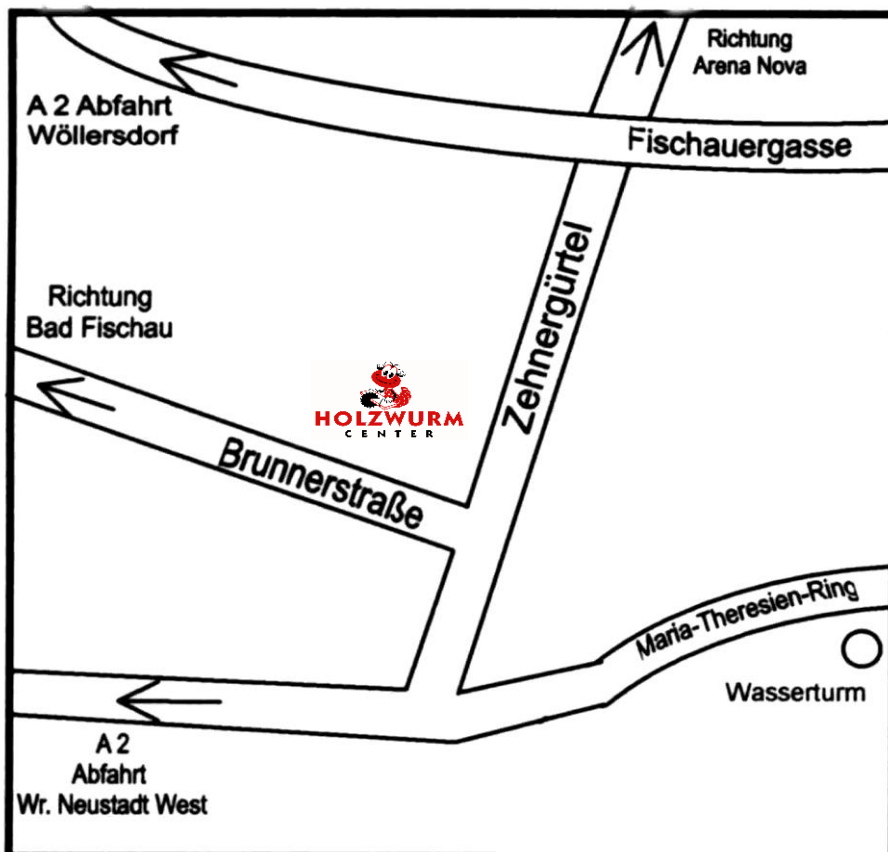 Richtung
Arena Nova
A 2 Abfahrt
Wöllersdorf
Fischauergasse
Zehnergürtel
Richtung
Bad Fischau
HOLZWURM
CENTER
Brunnerstraße
Maria-Theresien-Ring
Wasserturm
A 2
Abfahrt
Wr. Neustadt West